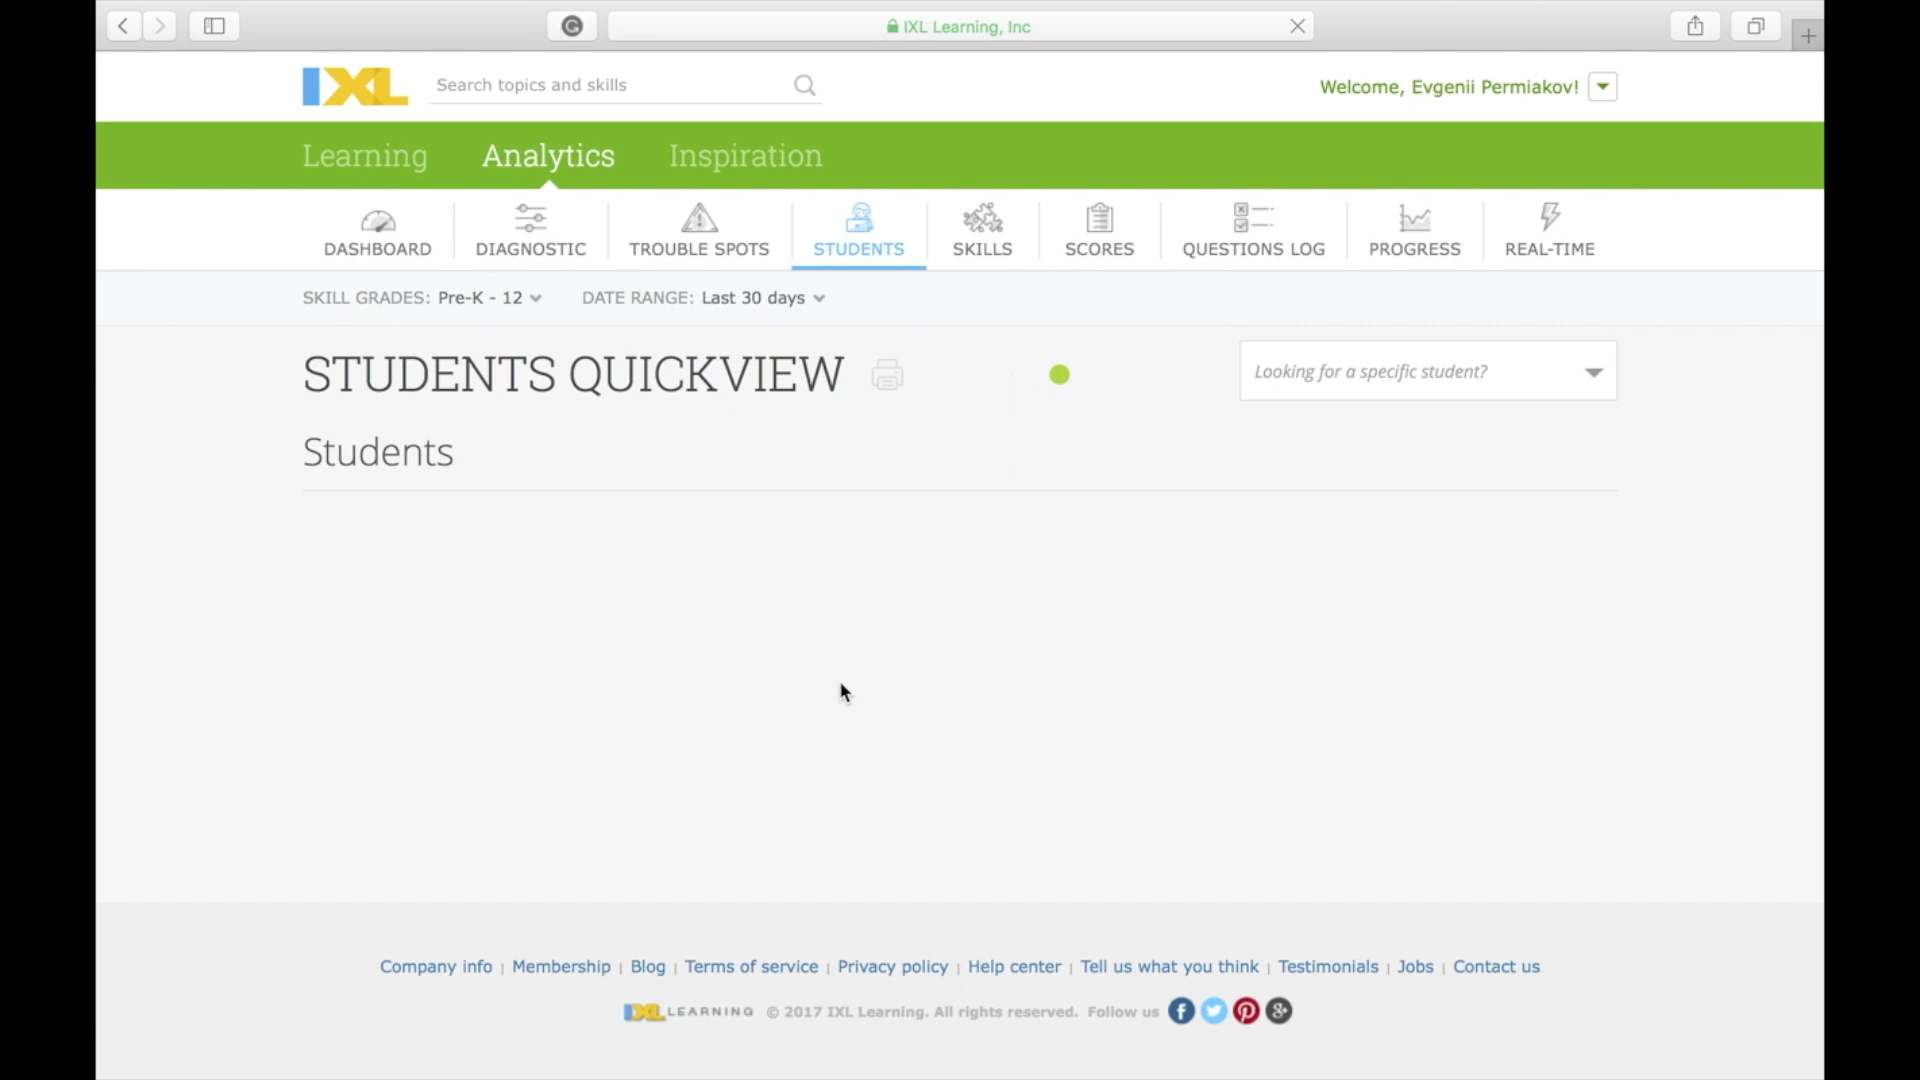 IXL Learning, Inc
IXL
Search topics and skills
Welcome, Evgenii Permiakov!
Learning Analytics Inspiration
DASHBOARD DIAGNOSTIC TROUBLE SPOTS STUDENTS SKILLS SCORES QUESTIONS LOG PROGRESS REAL-TIME
SKILL GRADES: Pre-K - 12 DATE RANGE: Last 30 days
STUDENTS QUICKVIEW
Looking for a specific student?
Students
Company info | Membership | Blog | Terms of service | Privacy policy | Help center | Tell us what you think | Testimonials | Jobs | Contact us
IXL LEARNING © 2017 IXL Learning. All rights reserved. Follow us